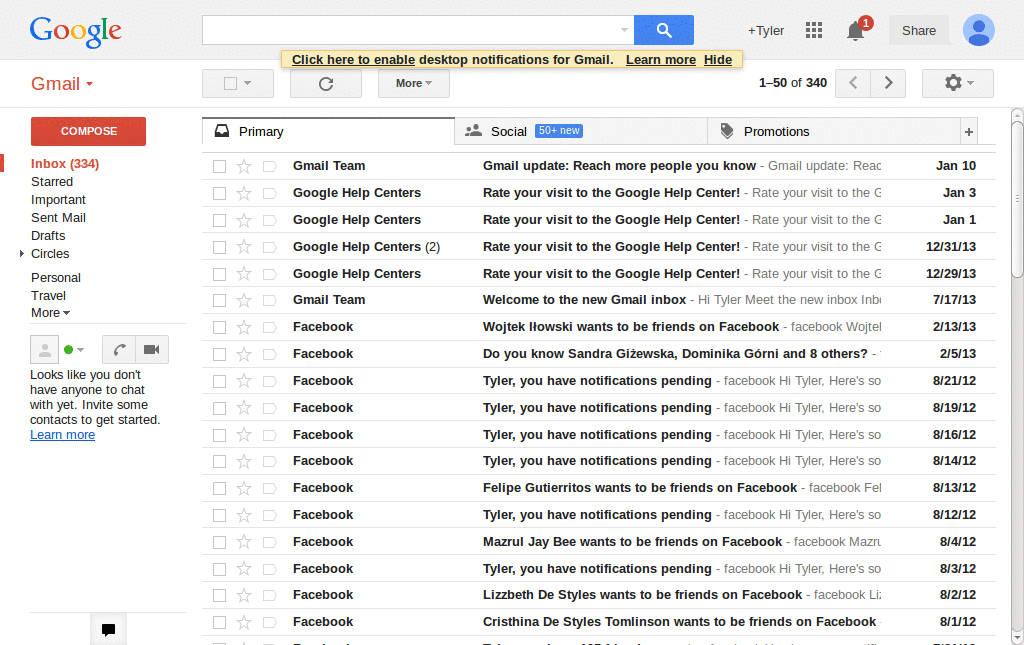 Google
+Tyler
1
Share
Click here to enable desktop notifications for Gmail. Learn more Hide
Gmail
More
1–50 of 340
COMPOSE
Inbox (334)
Starred
Important
Sent Mail
Drafts
Circles
Personal
Travel
More
Looks like you don't
have anyone to chat
with yet. Invite some
contacts to get started.
Learn more
Primary
Social 50+ new
Promotions
+
Gmail Team Gmail update: Reach more people you know - Gmail update: Reac Jan 10
Google Help Centers Rate your visit to the Google Help Center! - Rate your visit to the G Jan 3
Google Help Centers Rate your visit to the Google Help Center! - Rate your visit to the G Jan 1
Google Help Centers (2) Rate your visit to the Google Help Center! - Rate your visit to the G 12/31/13
Google Help Centers Rate your visit to the Google Help Center! - Rate your visit to the G 12/29/13
Gmail Team Welcome to the new Gmail inbox - Hi Tyler Meet the new inbox Inbo 7/17/13
Facebook Wojtek Iłowski wants to be friends on Facebook - facebook Wojtek 2/13/13
Facebook Do you know Sandra Giżewska, Dominika Górni and 8 others? - 2/5/13
Facebook Tyler, you have notifications pending - facebook Hi Tyler, Here's so 8/21/12
Facebook Tyler, you have notifications pending - facebook Hi Tyler, Here's so 8/19/12
Facebook Tyler, you have notifications pending - facebook Hi Tyler, Here's so 8/16/12
Facebook Tyler, you have notifications pending - facebook Hi Tyler, Here's so 8/14/12
Facebook Felipe Gutierritos wants to be friends on Facebook - facebook Fel 8/13/12
Facebook Tyler, you have notifications pending - facebook Hi Tyler, Here's so 8/12/12
Facebook Mazrul Jay Bee wants to be friends on Facebook - facebook Mazru 8/4/12
Facebook Tyler, you have notifications pending - facebook Hi Tyler, Here's so 8/3/12
Facebook Lizzbeth De Styles wants to be friends on Facebook - facebook Liz 8/2/12
Facebook Cristhina De Styles Tomlinson wants to be friends on Facebook 8/1/12